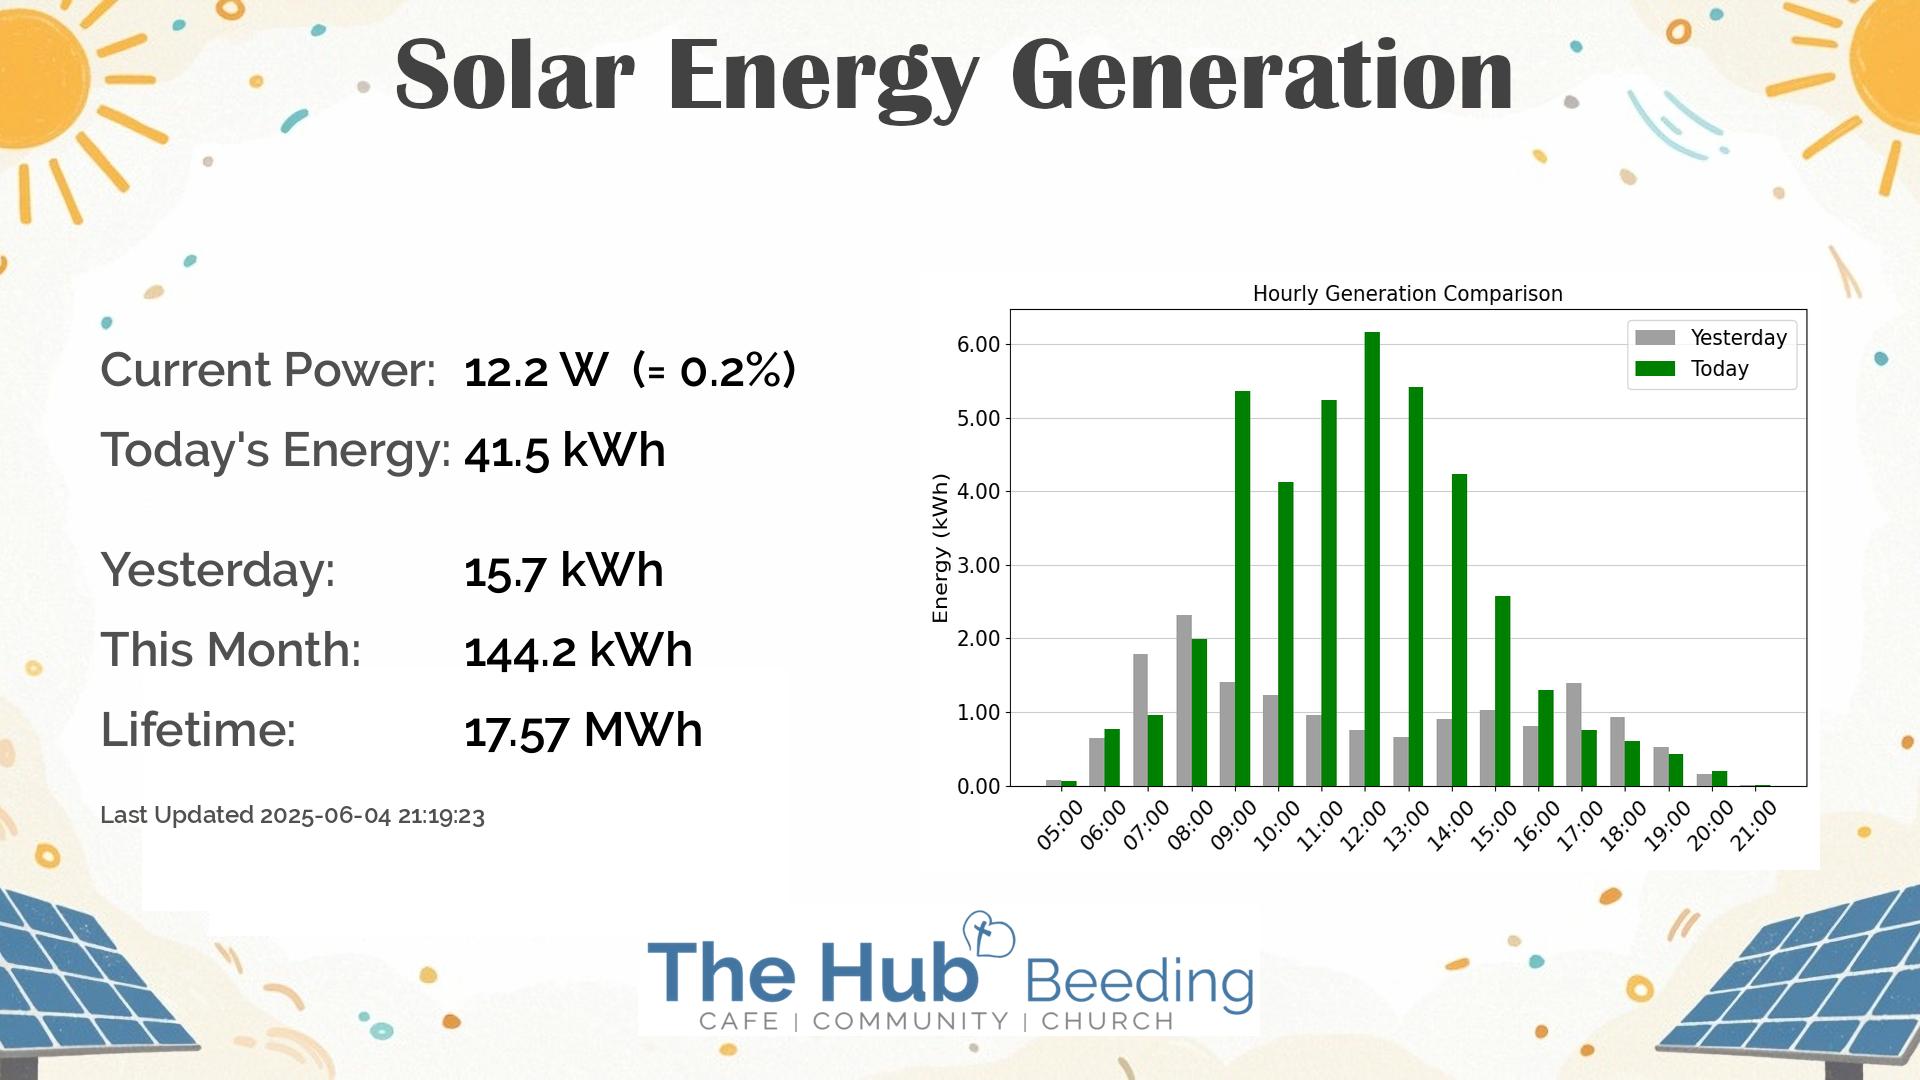 Solar Energy Generation
Current Power: 12.2 W (= 0.2%)
Today's Energy: 41.5 kWh
Yesterday: 15.7 kWh
This Month: 144.2 kWh
Lifetime: 17.57 MWh
Last Updated 2025-06-04 21:19:23
Hourly Generation Comparison
Yesterday
Today
Energy (kWh)
6.00
5.00
4.00
3.00
2.00
1.00
0.00
05:00 06:00 07:00 08:00 09:00 10:00 11:00 12:00 13:00 14:00 15:00 16:00 17:00 18:00 19:00 20:00 21:00
The Hub Beeding
CAFE | COMMUNITY | CHURCH